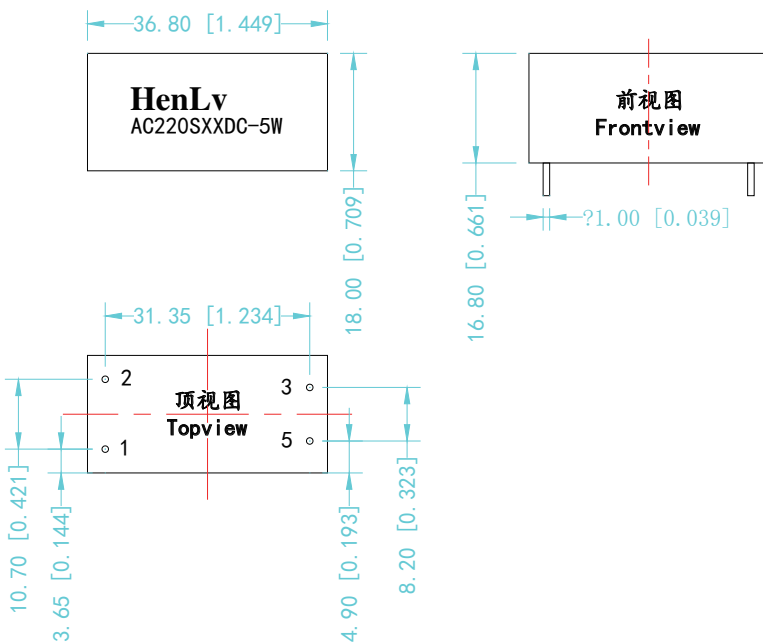 36.80 [1.449]
HenLv
AC220SXXDC-5W
18.00 [0.709]
前视图
Frontview
16.80 [0.661]
?1.00 [0.039]
31.35 [1.234]
2
3
顶视图
Topview
1
5
10.70 [0.421]
3.65 [0.144]
4.90 [0.193]
8.20 [0.323]